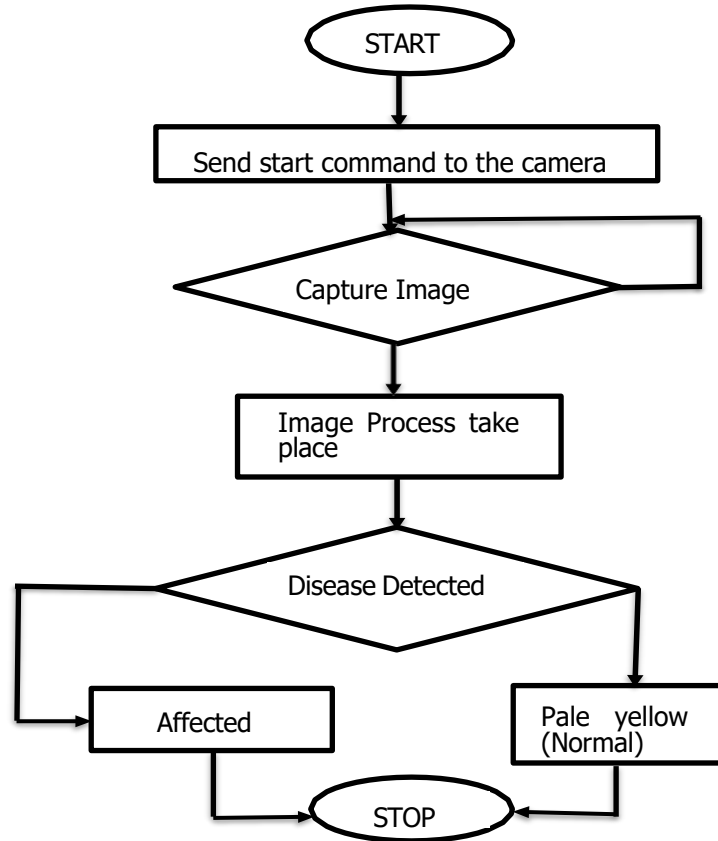 START
Send start command to the camera
Capture Image
Image Process take
place
Disease Detected
Affected
Pale yellow
(Normal)
STOP